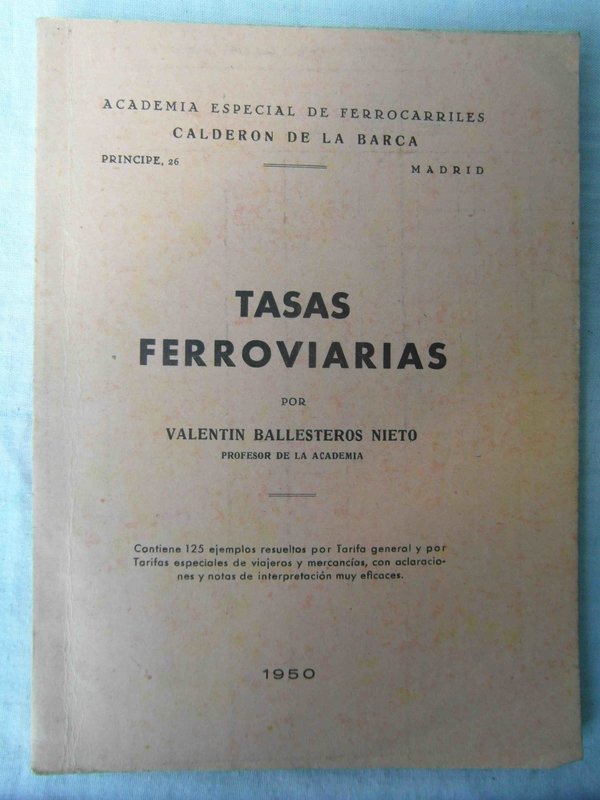 ACADEMIA ESPECIAL DE FERROCARRILES
CALDERON DE LA BARCA
PRINCIPE, 26
MADRID
TASAS
FERROVIARIAS
POR
VALENTIN BALLESTEROS NIETO
PROFESOR DE LA ACADEMIA
Contiene 125 ejemplos resueltos por Tarifa general y por
Tarifas especiales de viajeros y mercancías, con aclaracio-
nes y notas de interpretación muy eficaces.
1950